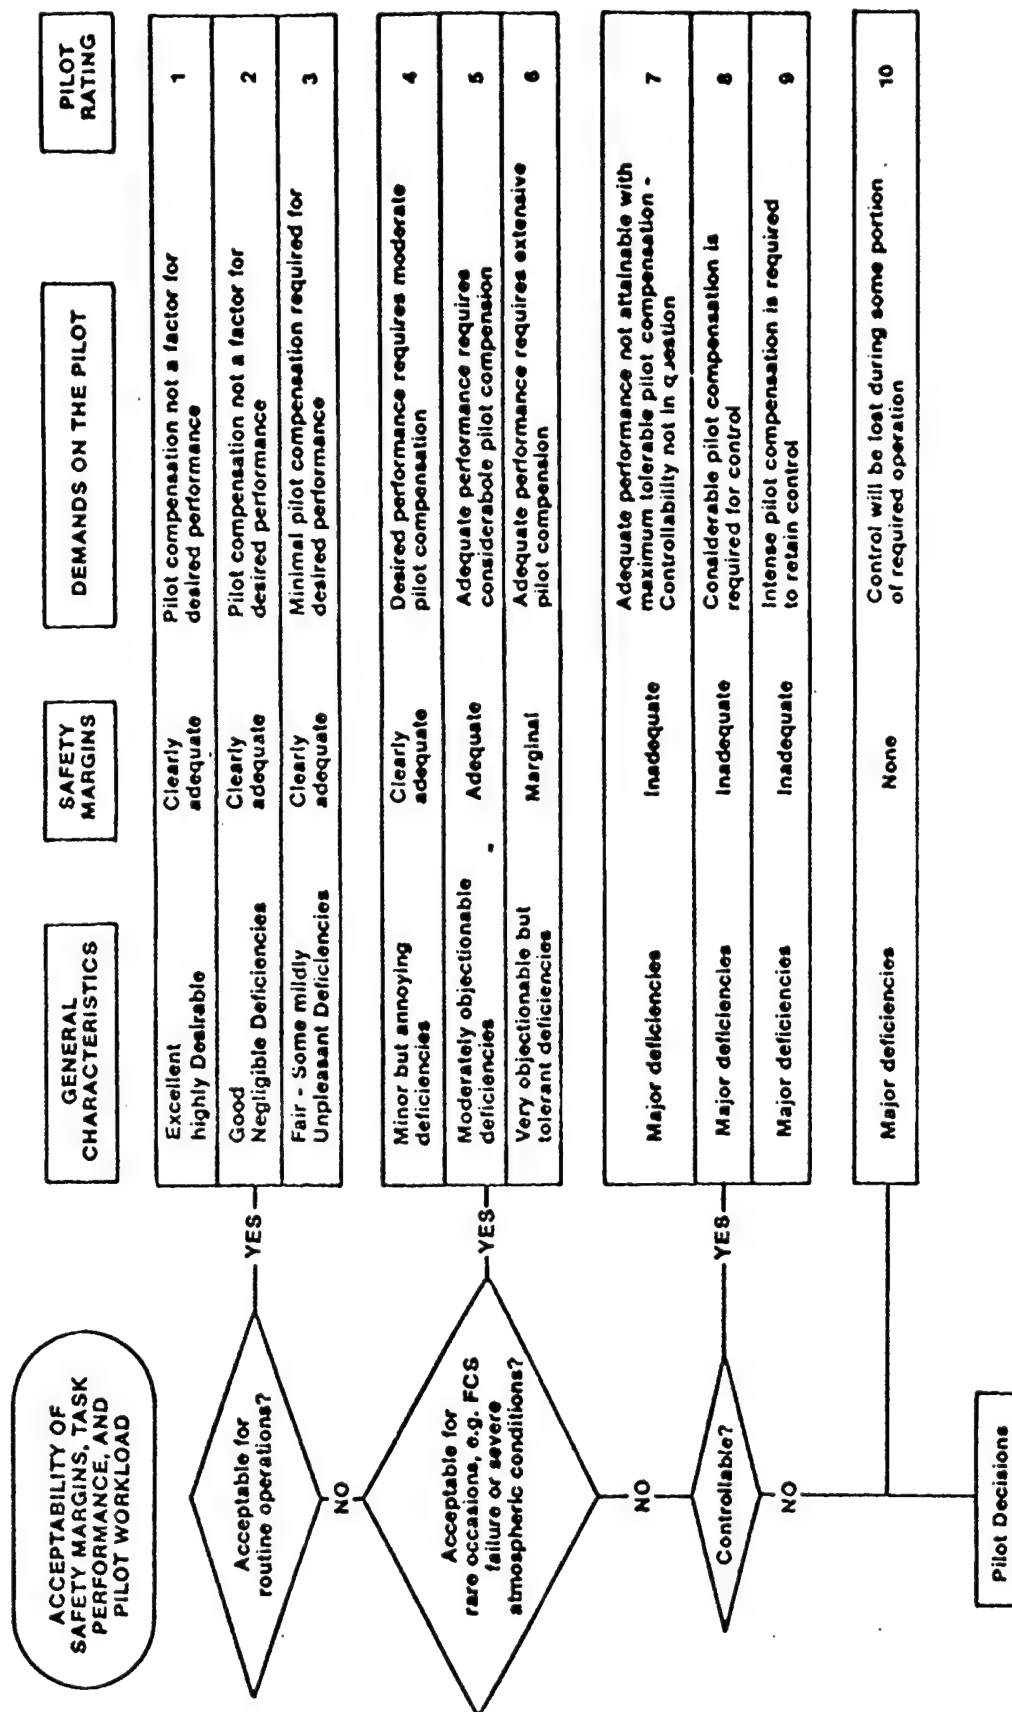 ACCEPTABILITY OF
SAFETY MARGINS, TASK
PERFORMANCE, AND
PILOT WORKLOAD
GENERAL
CHARACTERISTICS
SAFETY
MARGINS
DEMANDS ON THE PILOT
PILOT
RATING
Acceptable for
routine operations?
YES
Excellent
highly Desirable
Clearly
adequate
Pilot compensation not a factor for
desired performance
1
Good
Negligible Deficiencies
Clearly
adequate
Pilot compensation not a factor for
desired performance
2
Fair - Some mildly
Unpleasant Deficiencies
Clearly
adequate
Minimal pilot compensation required for
desired performance
3
NO
Acceptable for
rare occasions, e.g. FCS
failure or severe
atmospheric conditions?
YES
Minor but annoying
deficiencies
Clearly
adequate
Desired performance requires moderate
pilot compensation
4
Moderately objectionable
deficiencies
Adequate
Adequate performance requires
considerabole pilot compension
5
Very objectionable but
tolerant deficiencies
Marginal
Adequate performance requires extensive
pilot compension
6
NO
Controllable?
YES
Major deficiencies
Inadequate
Adequate performance not attainable with
maximum tolerable pilot compensation -
Controllability not in question
7
Major deficiencies
Inadequate
Considerable pilot compensation is
required for control
8
Major deficiencies
Inadequate
Intense pilot compensation is required
to retain control
9
NO
Major deficiencies
None
Control will be lost during some portion
of required operation
10
Pilot Decisions